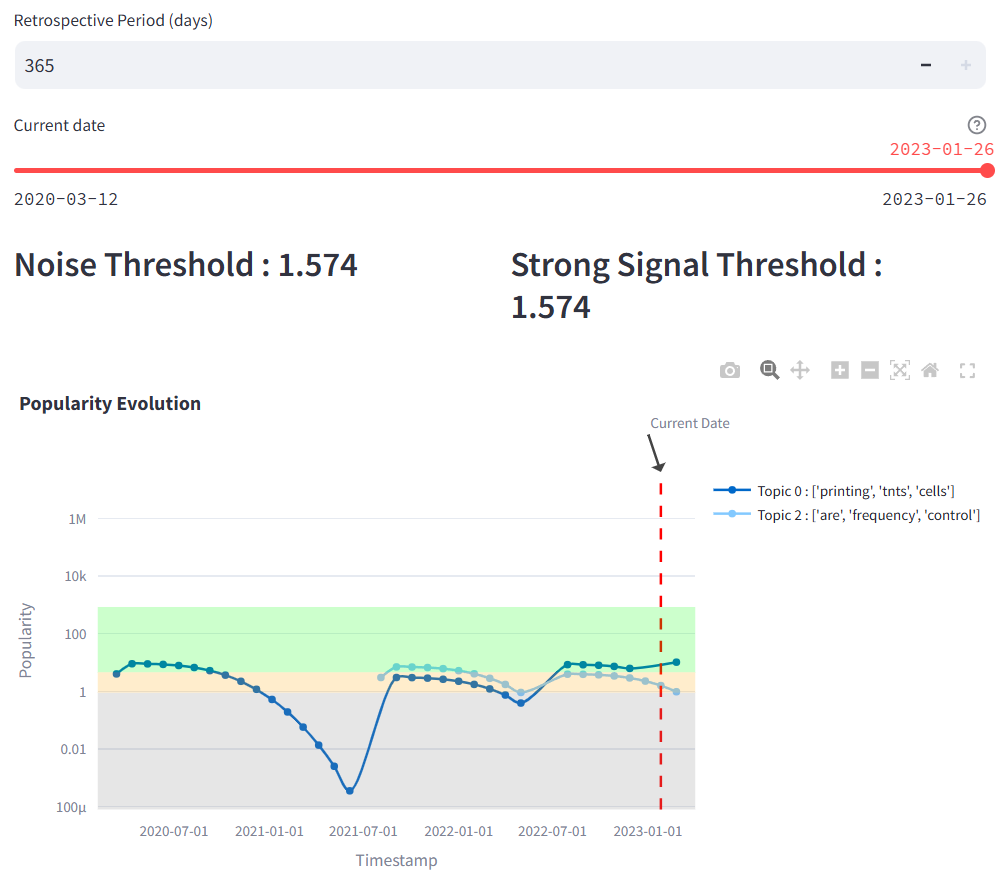 Retrospective Period (days)
365
Current date
2023-01-26
2020-03-12
2023-01-26
Noise Threshold : 1.574
Strong Signal Threshold :
1.574
Popularity Evolution
Current Date
Topic 0 : ['printing', 'tnts', 'cells']
Topic 2 : ['are', 'frequency', 'control']
1M
10k
100
1
0.01
100μ
Popularity
2020-07-01
2021-01-01
2021-07-01
2022-01-01
2022-07-01
2023-01-01
Timestamp